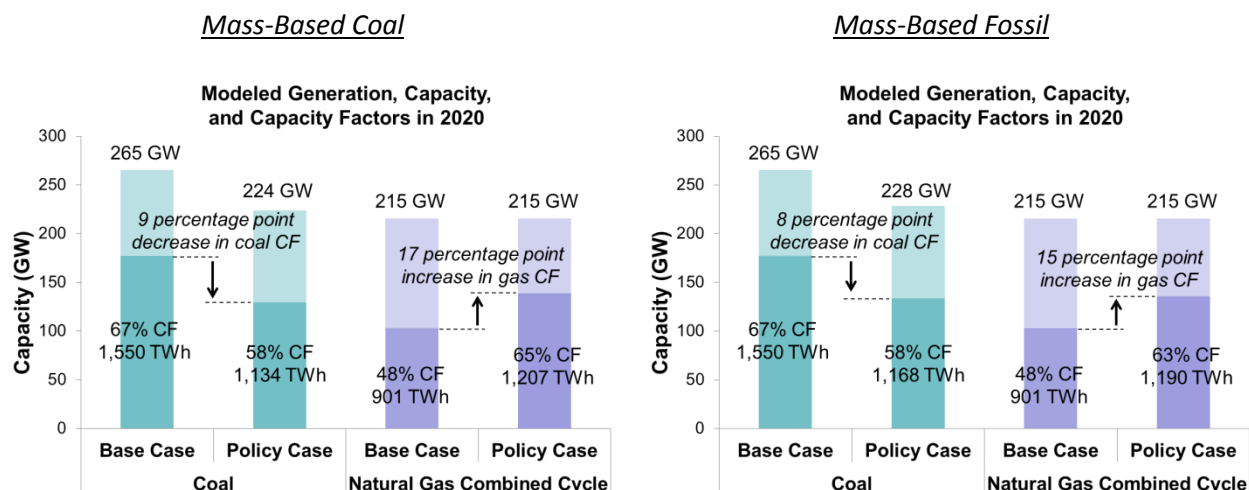 Mass-Based Coal
Modeled Generation, Capacity,
and Capacity Factors in 2020
Capacity (GW)
300
250
200
150
100
50
0
265 GW
224 GW
215 GW
215 GW
9 percentage point
decrease in coal CF
17 percentage point
increase in gas CF
67% CF
1,550 TWh
58% CF
1,134 TWh
48% CF
901 TWh
65% CF
1,207 TWh
Base Case
Policy Case
Base Case
Policy Case
Coal
Natural Gas Combined Cycle
Mass-Based Fossil
Modeled Generation, Capacity,
and Capacity Factors in 2020
Capacity (GW)
300
250
200
150
100
50
0
265 GW
228 GW
215 GW
215 GW
8 percentage point
decrease in coal CF
15 percentage point
increase in gas CF
67% CF
1,550 TWh
58% CF
1,168 TWh
48% CF
901 TWh
63% CF
1,190 TWh
Base Case
Policy Case
Base Case
Policy Case
Coal
Natural Gas Combined Cycle